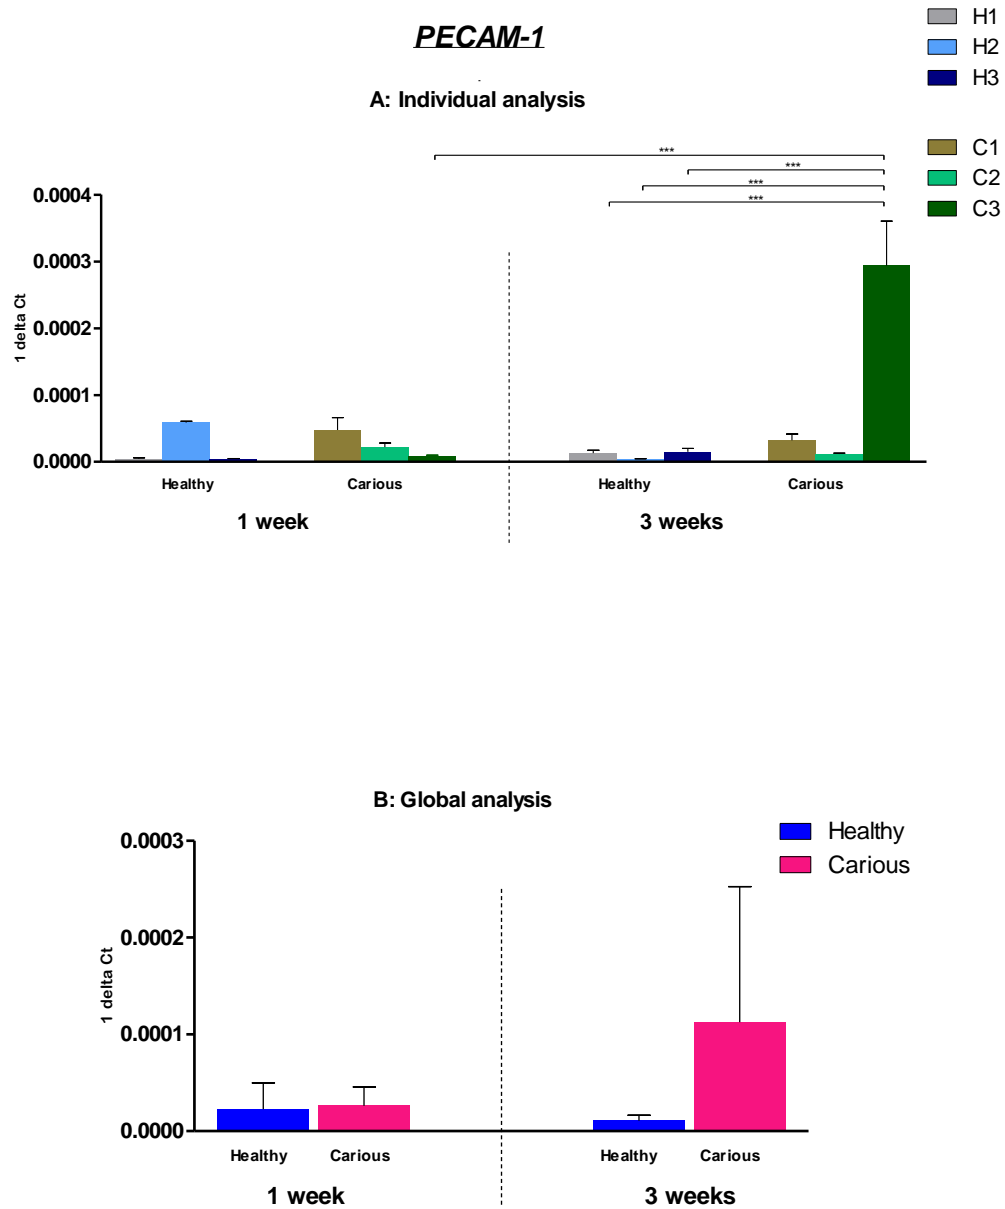 PECAM-1
H1
H2
H3
A: Individual analysis
C1
C2
C3
***
***
***
***
0.0004
0.0003
0.0002
0.0001
0.0000
1 delta Ct
Healthy
Carious
Healthy
Carious
1 week
3 weeks
B: Global analysis
Healthy
Carious
0.0003
0.0002
0.0001
0.0000
1 delta Ct
Healthy
Carious
Healthy
Carious
1 week
3 weeks